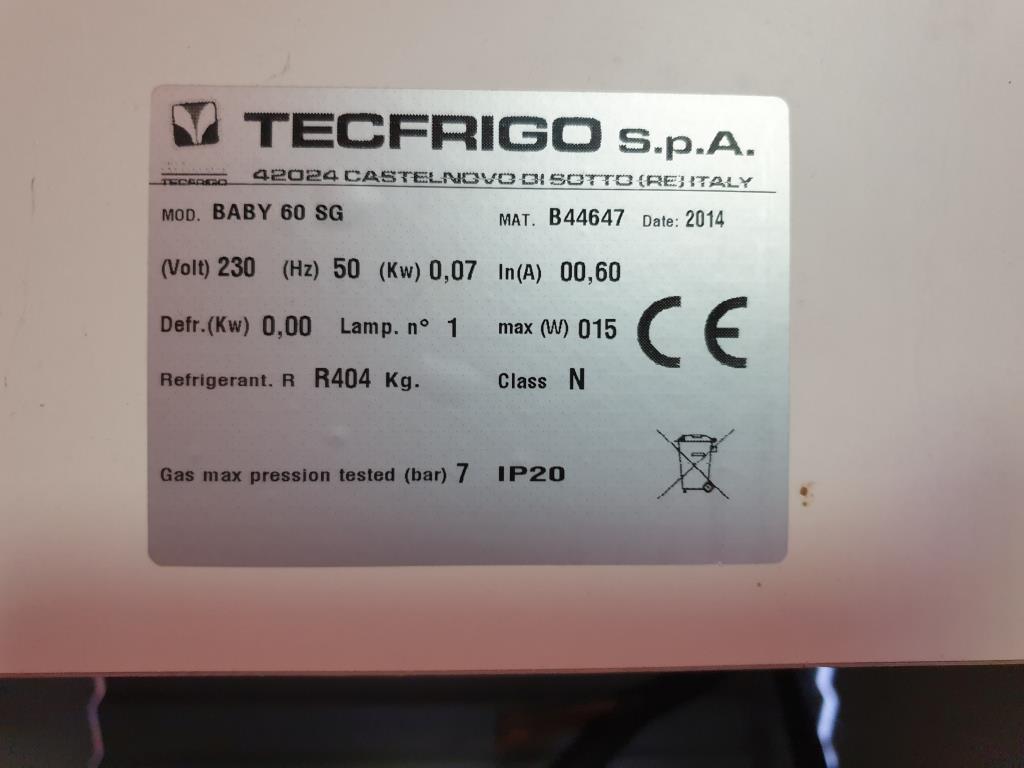 TECFRIGO S.p.A.
TECFRIGO
42024 CASTELNOVO DI SOTTO (RE) ITALY
MOD. BABY 60 SG MAT. B44647 Date: 2014
(Volt) 230 (Hz) 50 (Kw) 0,07 In(A) 00,60
Defr.(Kw) 0,00 Lamp. n° 1 max (W) 015
CE
Refrigerant. R R404 Kg. Class N
Gas max pression tested (bar) 7 IP20